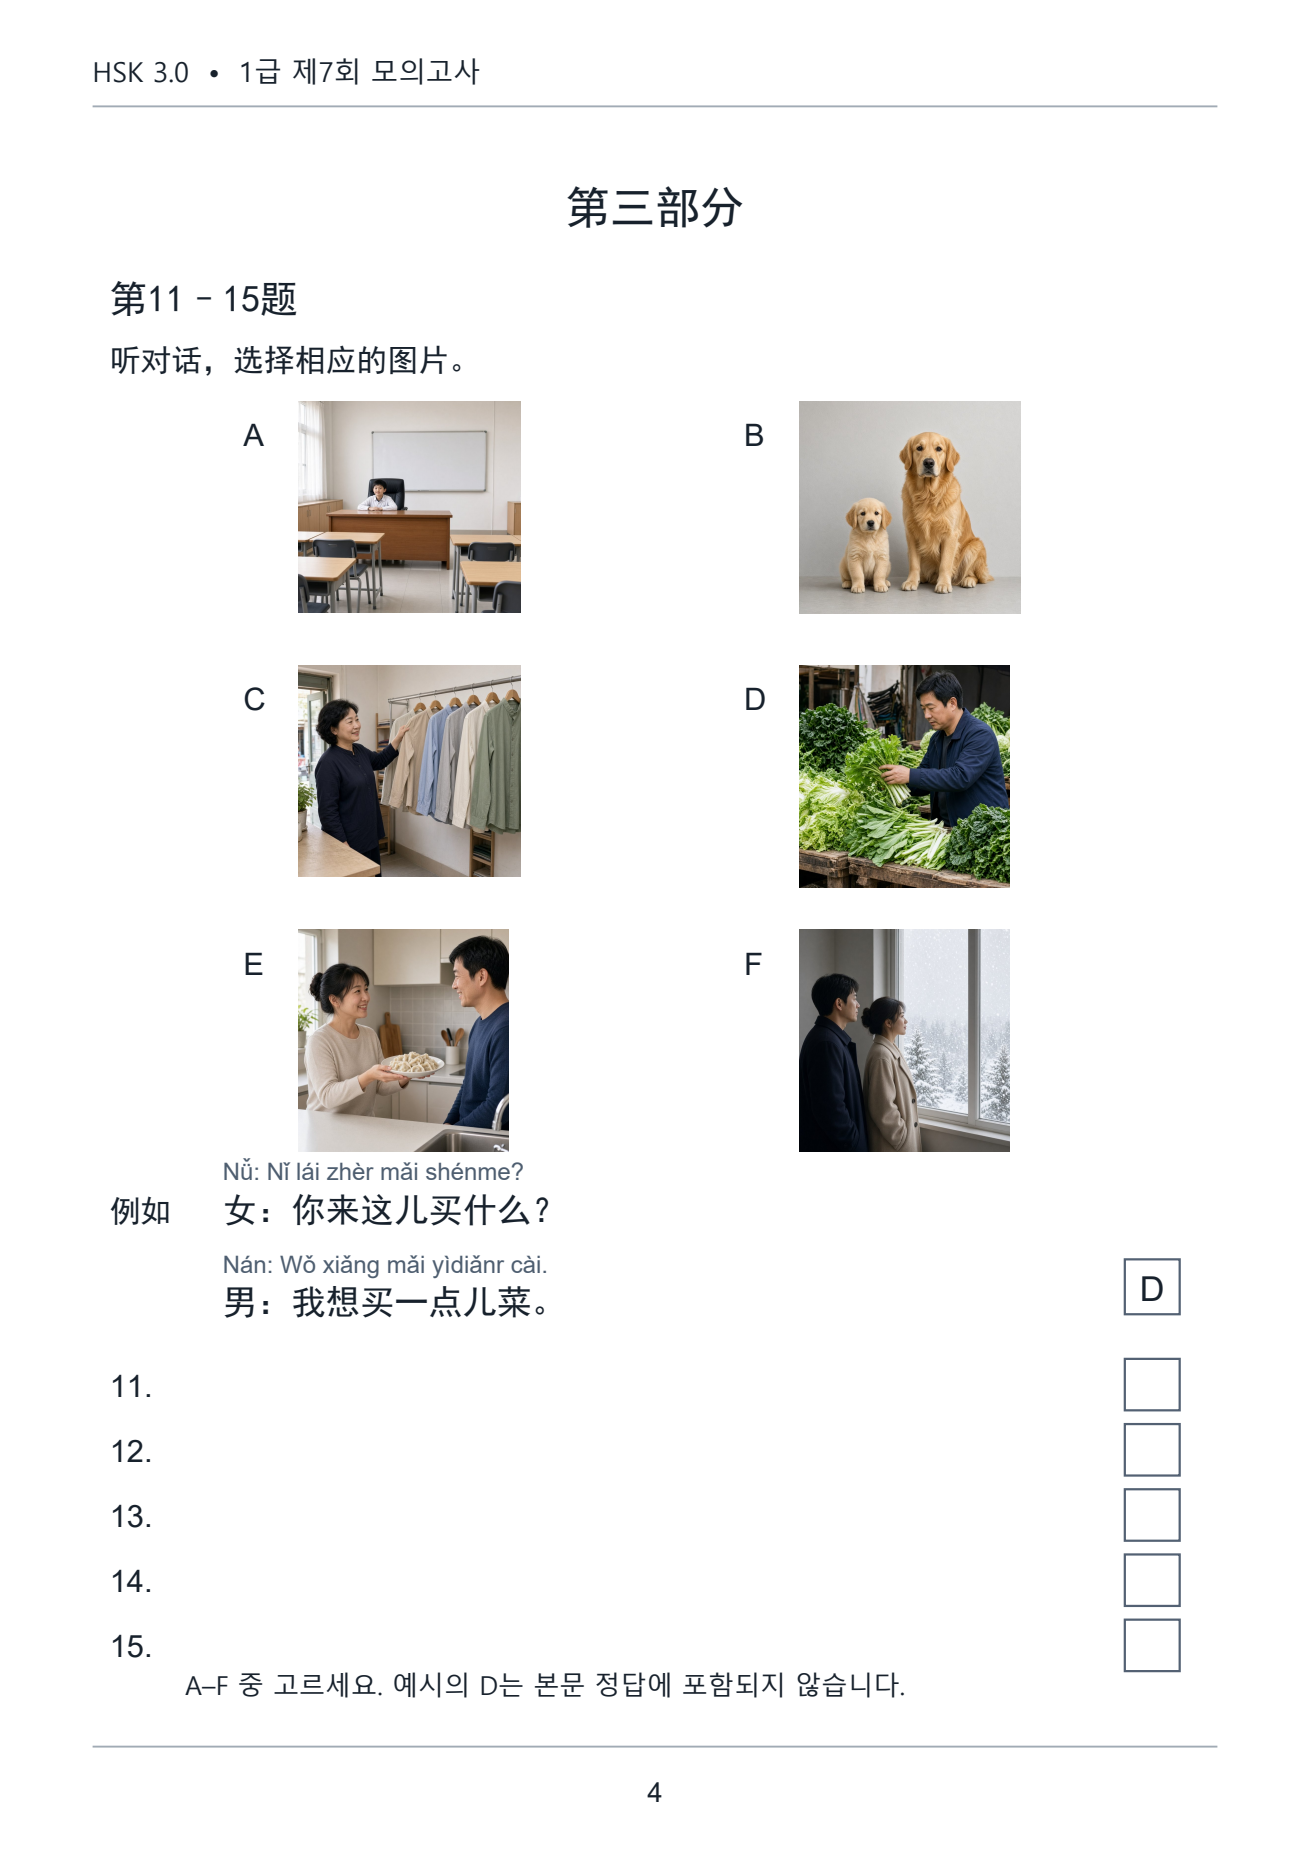 HSK 3.0 • 1급 제7회 모의고사
第三部分
第11 – 15题
听对话，选择相应的图片。
A
B
C
D
E
F
Nǚ: Nǐ lái zhèr mǎi shénme?
例如 女：你来这儿买什么？
Nán: Wǒ xiǎng mǎi yìdiǎnr cài.
男：我想买一点儿菜。
D
11.
12.
13.
14.
15.
A–F 중 고르세요. 예시의 D는 본문 정답에 포함되지 않습니다.
4